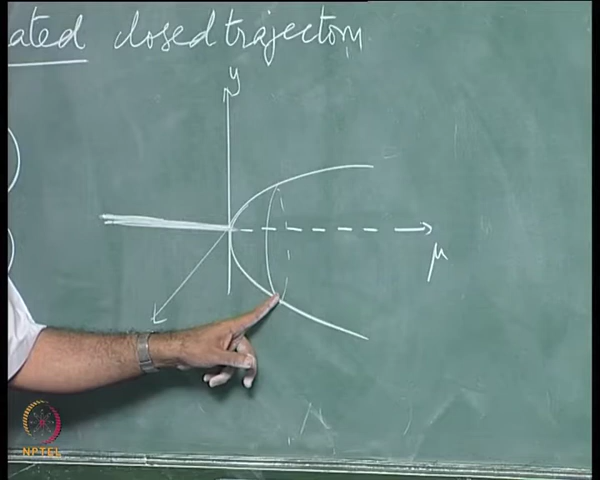 ated closed trajectory
y
μ
NPTEL